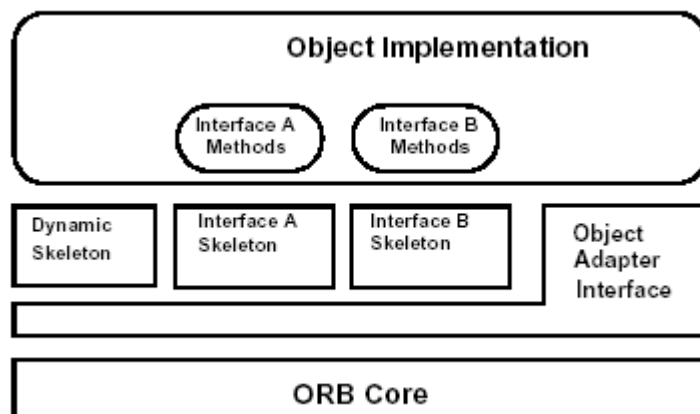 Object Implementation
Interface A
Methods
Interface B
Methods
Dynamic
Skeleton
Interface A
Skeleton
Interface B
Skeleton
Object
Adapter
Interface
ORB Core